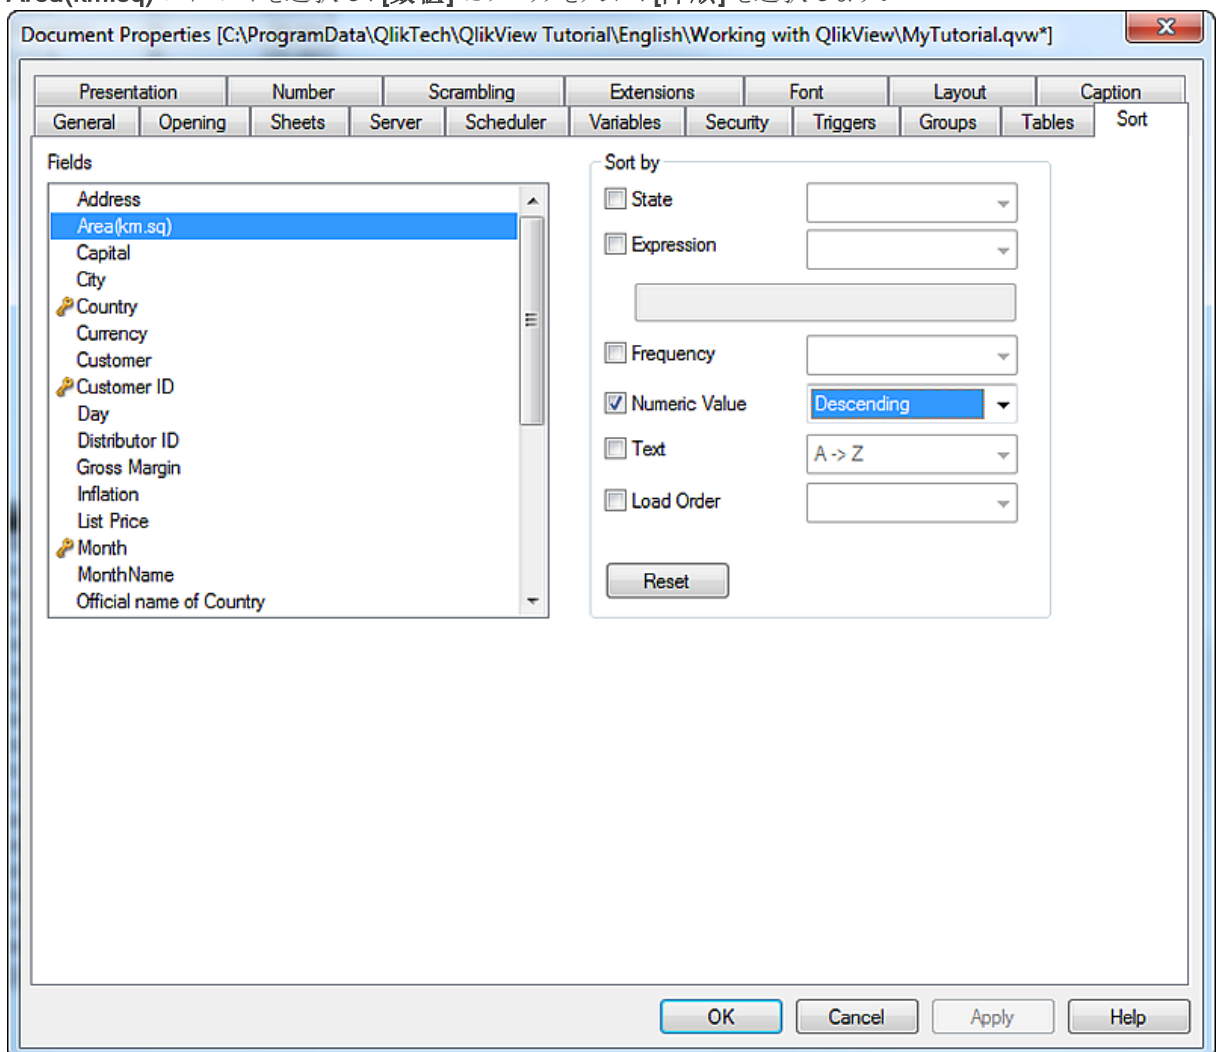 Area(km.sq)
Document Properties [C:\ProgramData\QlikTech\QlikView Tutorial\English\Working with QlikView\MyTutorial.qvw*]
Presentation Number Scrambling Extensions Font Layout Caption
General Opening Sheets Server Scheduler Variables Security Triggers Groups Tables Sort
Fields
Address
Area(km.sq)
Capital
City
Country
Currency
Customer
Customer ID
Day
Distributor ID
Gross Margin
Inflation
List Price
Month
MonthName
Official name of Country
Sort by
State
Expression
Frequency
Numeric Value Descending
Text A -> Z
Load Order
Reset
OK Cancel Apply Help